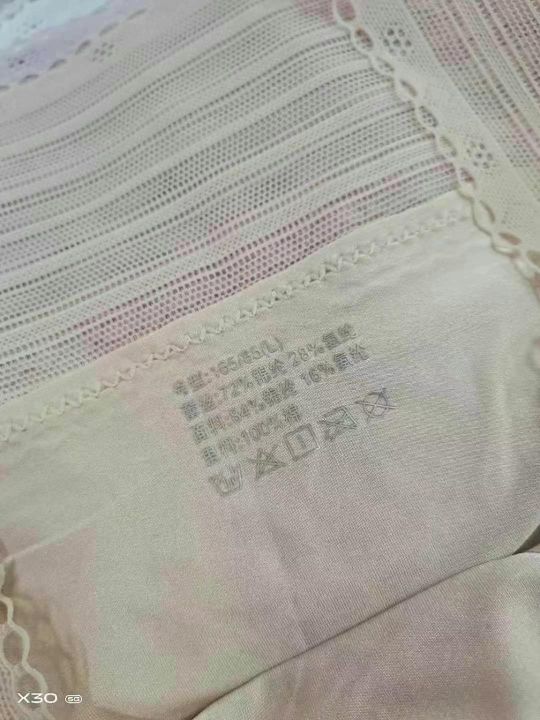 号型:165/85(L)
蕾丝:72%锦纶 28%氨纶
面料:84%锦纶 16%氨纶
里料:100%棉
X30 5G